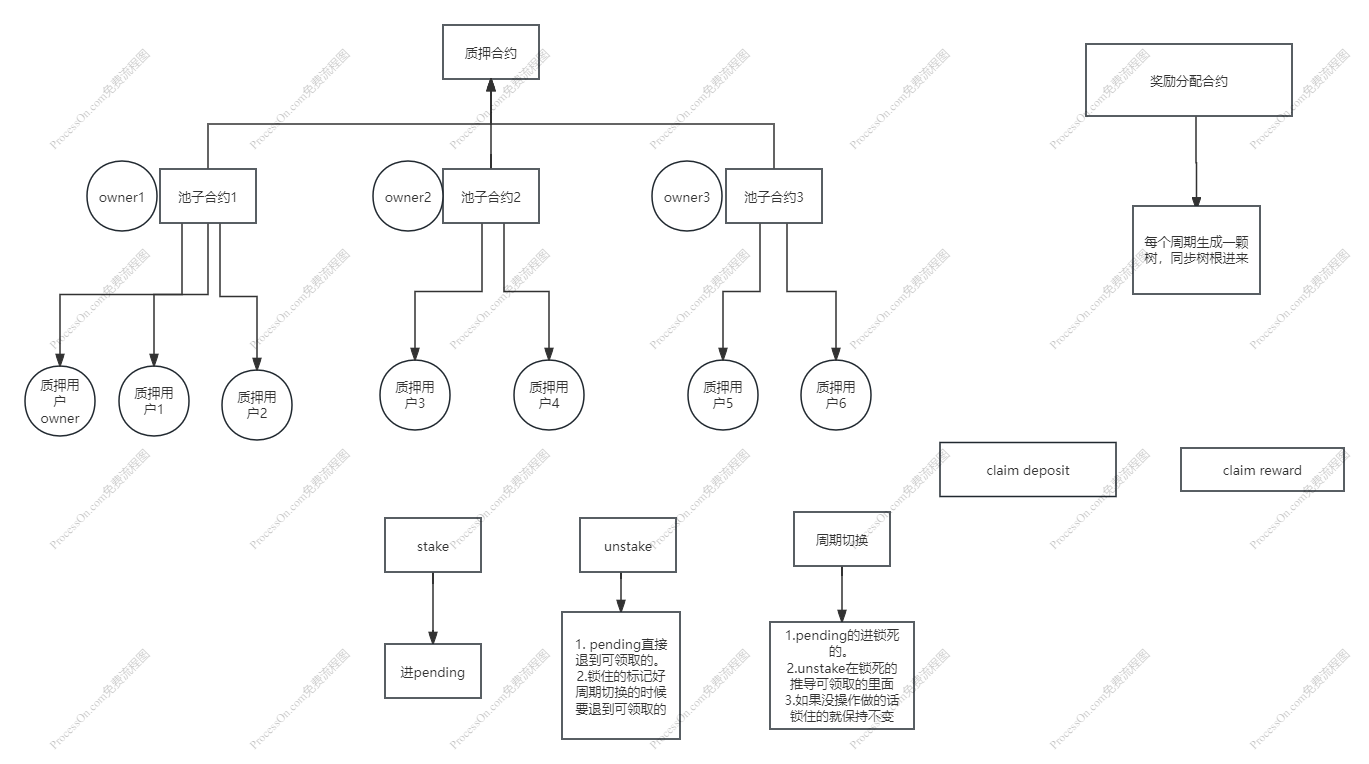 质押合约
奖励分配合约
owner1
池子合约1
owner2
池子合约2
owner3
池子合约3
每个周期生成一颗
树，同步树根进来
质押用
户
owner
质押用
户1
质押用
户2
质押用
户3
质押用
户4
质押用
户5
质押用
户6
claim deposit
claim reward
stake
unstake
周期切换
进pending
1. pending直接
退到可领取的。
2.锁住的标记好
周期切换的时候
要退到可领取的
1.pending的进锁死
的。
2.unstake在锁死的
推导可领取的里面
3.如果没操作做的话
锁住的就保持不变
ProcessOn.com免费流程图